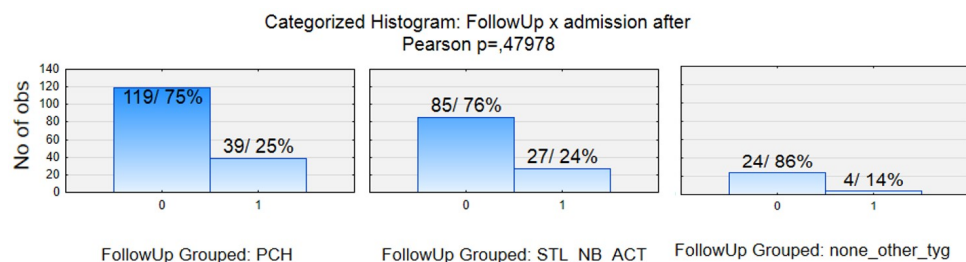 Categorized Histogram: FollowUp x admission after
Pearson p=,47978
No of obs
140
120
100
80
60
40
20
0
119/ 75%
39/ 25%
0 1
FollowUp Grouped: PCH
85/ 76%
27/ 24%
0 1
FollowUp Grouped: STL_NB_ACT
24/ 86%
4/ 14%
0 1
FollowUp Grouped: none_other_tyg